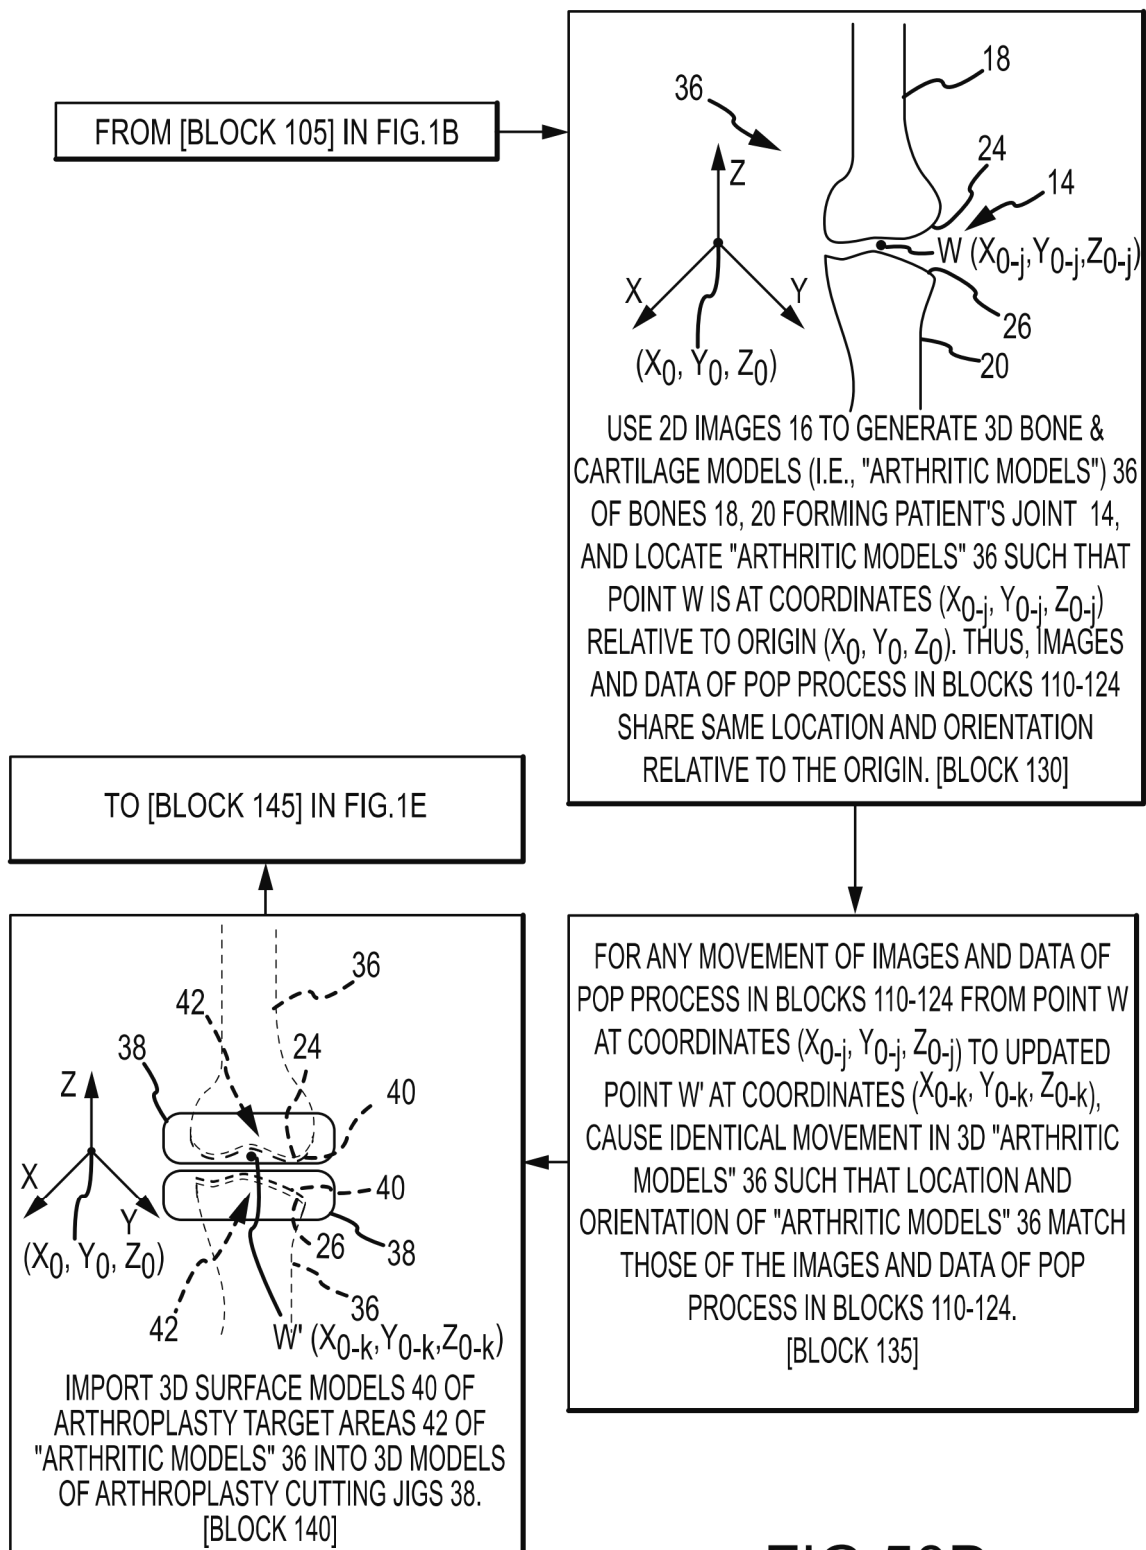 FROM [BLOCK 105] IN FIG.1B
18
36
24
Z
14
W (X0-j,Y0-j,Z0-j)
X
Y
26
(X0, Y0, Z0)
20
USE 2D IMAGES 16 TO GENERATE 3D BONE &
CARTILAGE MODELS (I.E., "ARTHRITIC MODELS") 36
OF BONES 18, 20 FORMING PATIENT'S JOINT 14,
AND LOCATE "ARTHRITIC MODELS" 36 SUCH THAT
POINT W IS AT COORDINATES (X0-j, Y0-j, Z0-j)
RELATIVE TO ORIGIN (X0, Y0, Z0). THUS, IMAGES
AND DATA OF POP PROCESS IN BLOCKS 110-124
SHARE SAME LOCATION AND ORIENTATION
RELATIVE TO THE ORIGIN. [BLOCK 130]
FOR ANY MOVEMENT OF IMAGES AND DATA OF
POP PROCESS IN BLOCKS 110-124 FROM POINT W
AT COORDINATES (X0-j, Y0-j, Z0-j) TO UPDATED
POINT W' AT COORDINATES (X0-k, Y0-k, Z0-k),
CAUSE IDENTICAL MOVEMENT IN 3D "ARTHRITIC
MODELS" 36 SUCH THAT LOCATION AND
ORIENTATION OF "ARTHRITIC MODELS" 36 MATCH
THOSE OF THE IMAGES AND DATA OF POP
PROCESS IN BLOCKS 110-124.
[BLOCK 135]
36
42
38
24
Z
40
X
40
Y
(X0, Y0, Z0)
26
38
36
42
W' (X0-k,Y0-k,Z0-k)
IMPORT 3D SURFACE MODELS 40 OF
ARTHROPLASTY TARGET AREAS 42 OF
"ARTHRITIC MODELS" 36 INTO 3D MODELS
OF ARTHROPLASTY CUTTING JIGS 38.
[BLOCK 140]
TO [BLOCK 145] IN FIG.1E